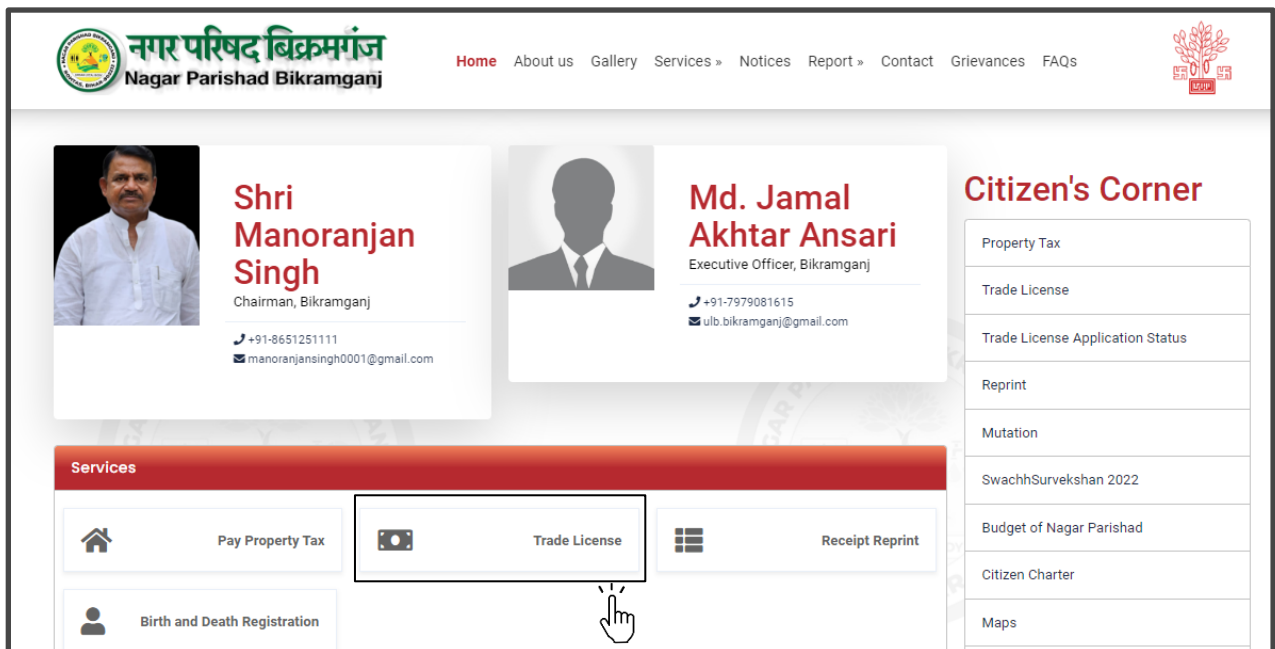 नगर परिषद बिक्रमगंज
Nagar Parishad Bikramganj
Home About us Gallery Services » Notices Report » Contact Grievances FAQs
Shri
Manoranjan
Singh
Chairman, Bikramganj
+91-8651251111
manoranjansingh0001@gmail.com
Md. Jamal
Akhtar Ansari
Executive Officer, Bikramganj
+91-7979081615
ulb.bikramganj@gmail.com
Citizen's Corner
Property Tax
Trade License
Trade License Application Status
Reprint
Mutation
SwachhSurvekshan 2022
Budget of Nagar Parishad
Citizen Charter
Maps
Services
Pay Property Tax
Trade License
Receipt Reprint
Birth and Death Registration